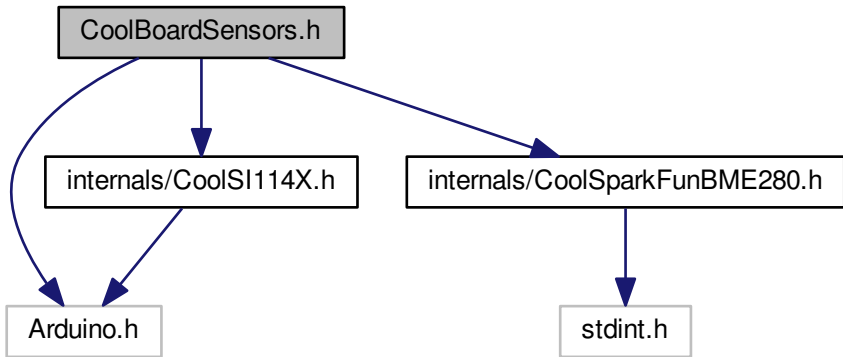 CoolBoardSensors.h
internals/CoolSI114X.h
internals/CoolSparkFunBME280.h
Arduino.h
stdint.h